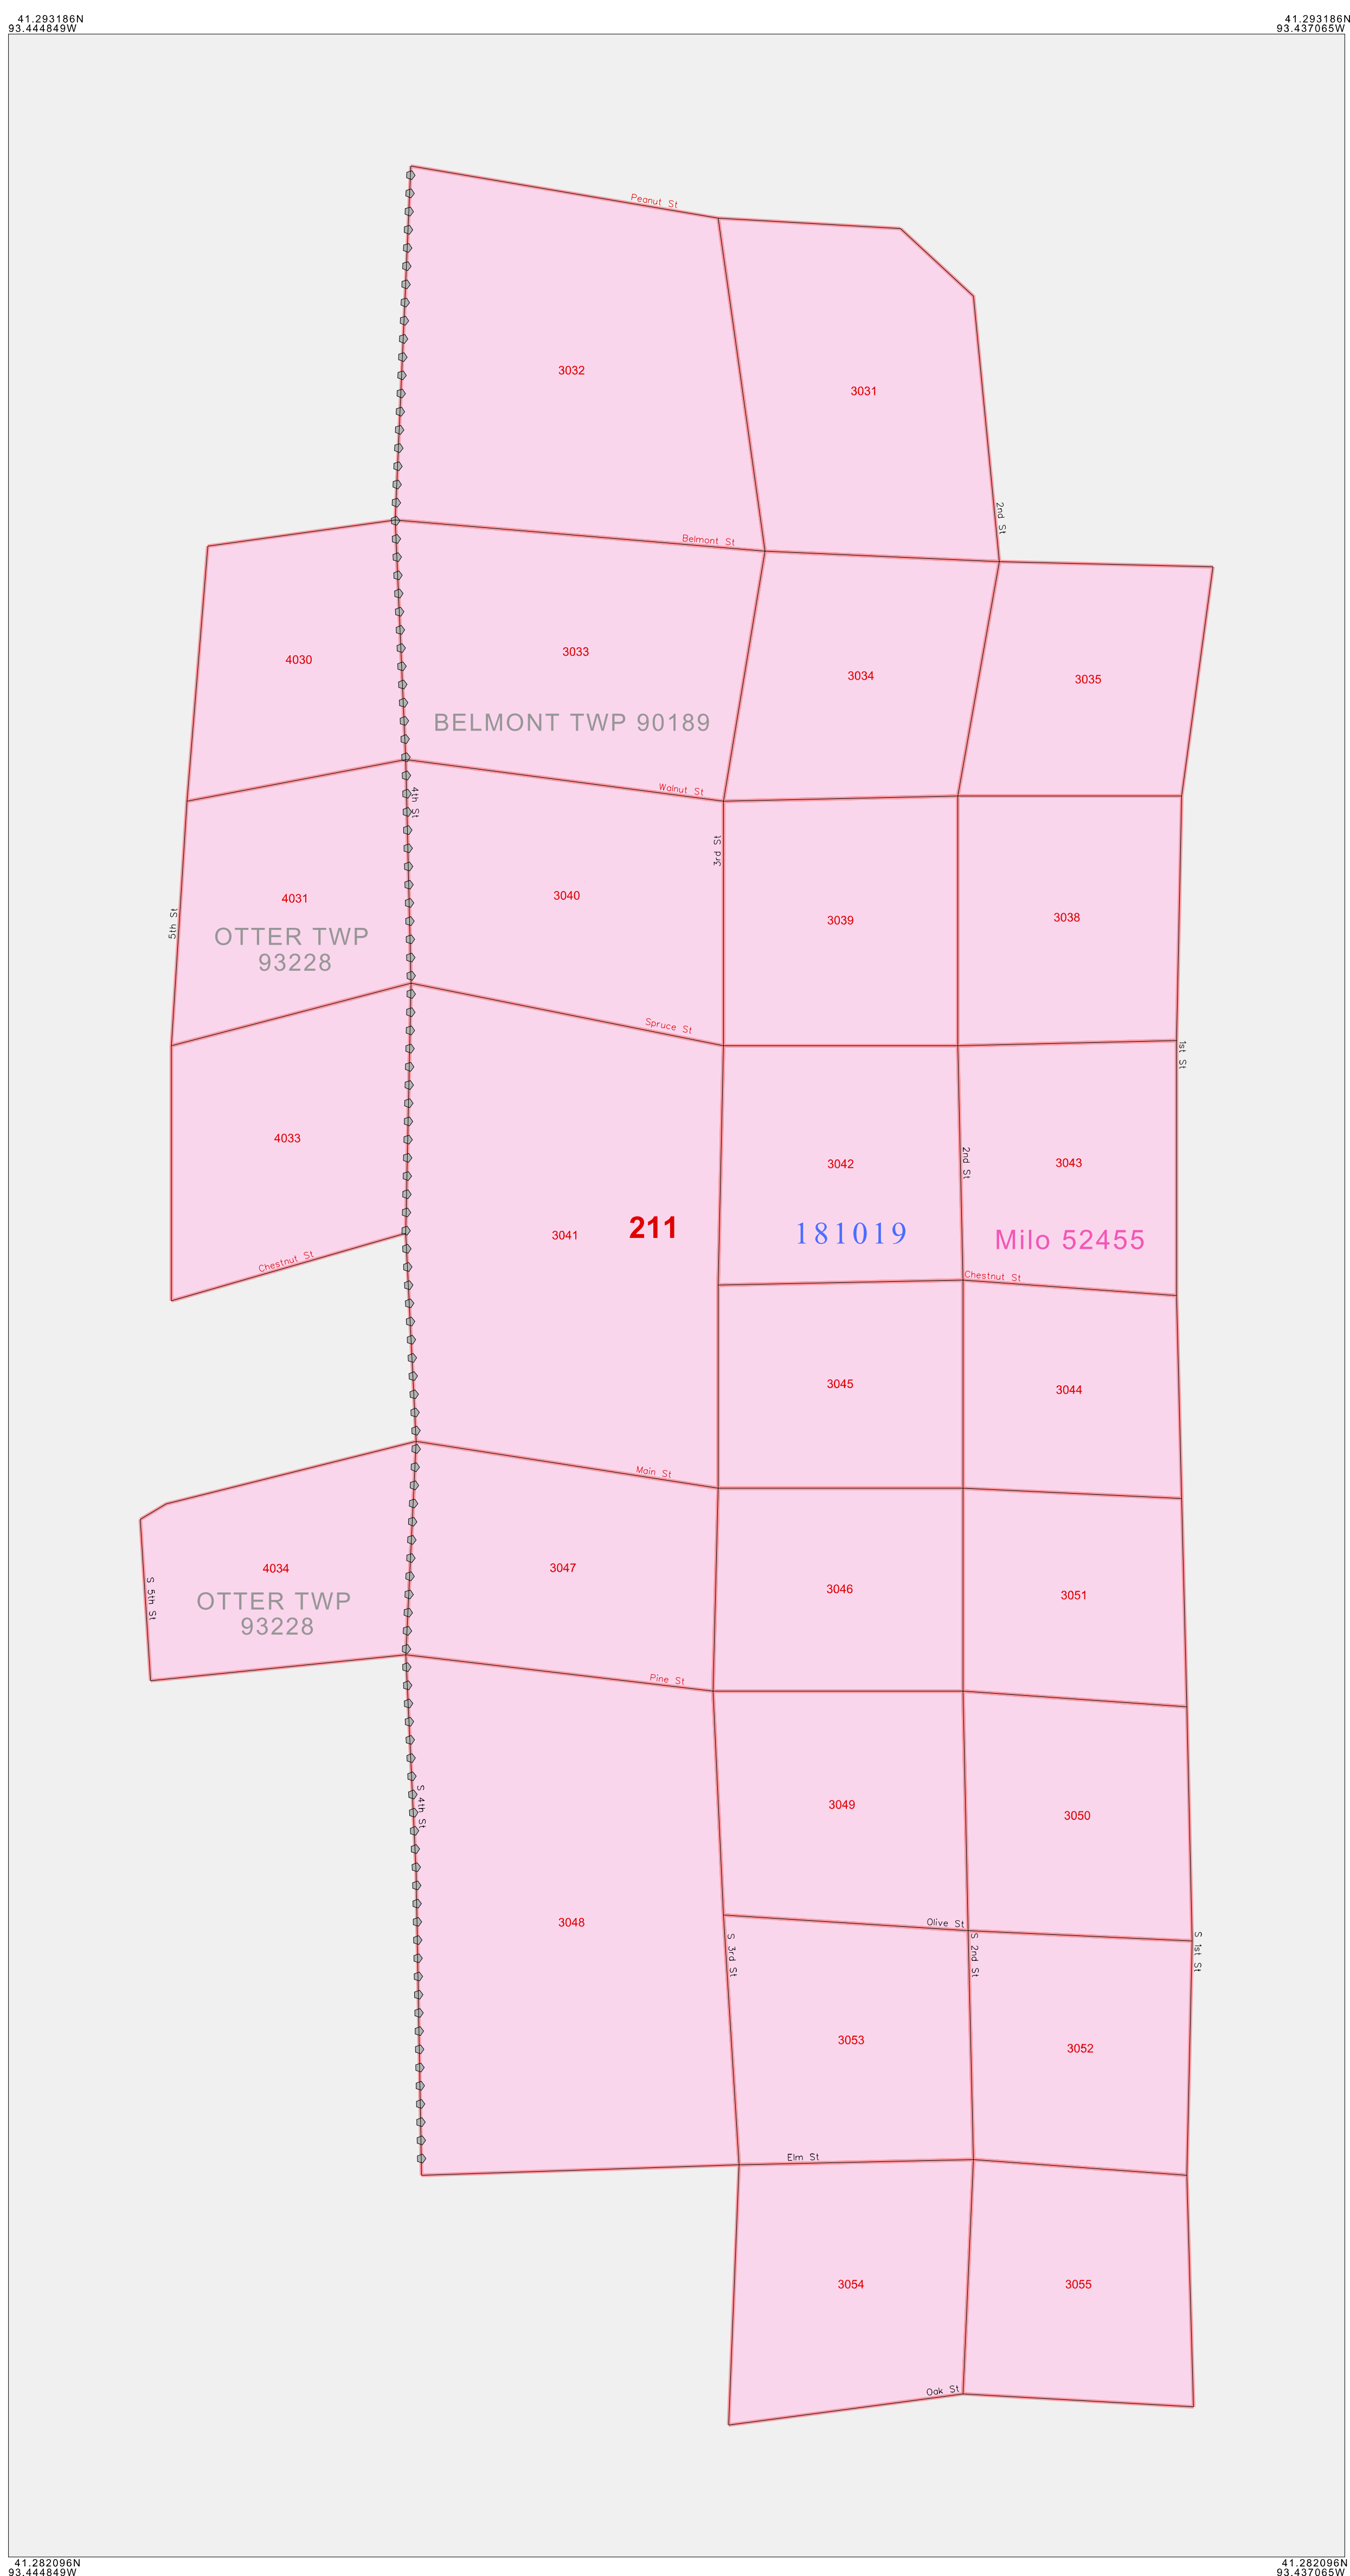 41.293186N
93.444849W
41.293186N
93.437065W
Peanut St
3032
3031
2nd St
Belmont St
4030
3033
3034
3035
BELMONT TWP 90189
Walnut St
4th St
3rd St
4031
3040
3039
3038
5th St
OTTER TWP
93228
Spruce St
1st St
4033
3042
2nd St
3043
3041
211
181019
Milo 52455
Chestnut St
Chestnut St
3045
3044
Main St
4034
3047
3046
3051
S 5th St
OTTER TWP
93228
Pine St
S 4th St
3049
3050
3048
Olive St
S 3rd St
S 2nd St
S 1st St
3053
3052
Elm St
3054
3055
Oak St
41.282096N
93.444849W
41.282096N
93.437065W